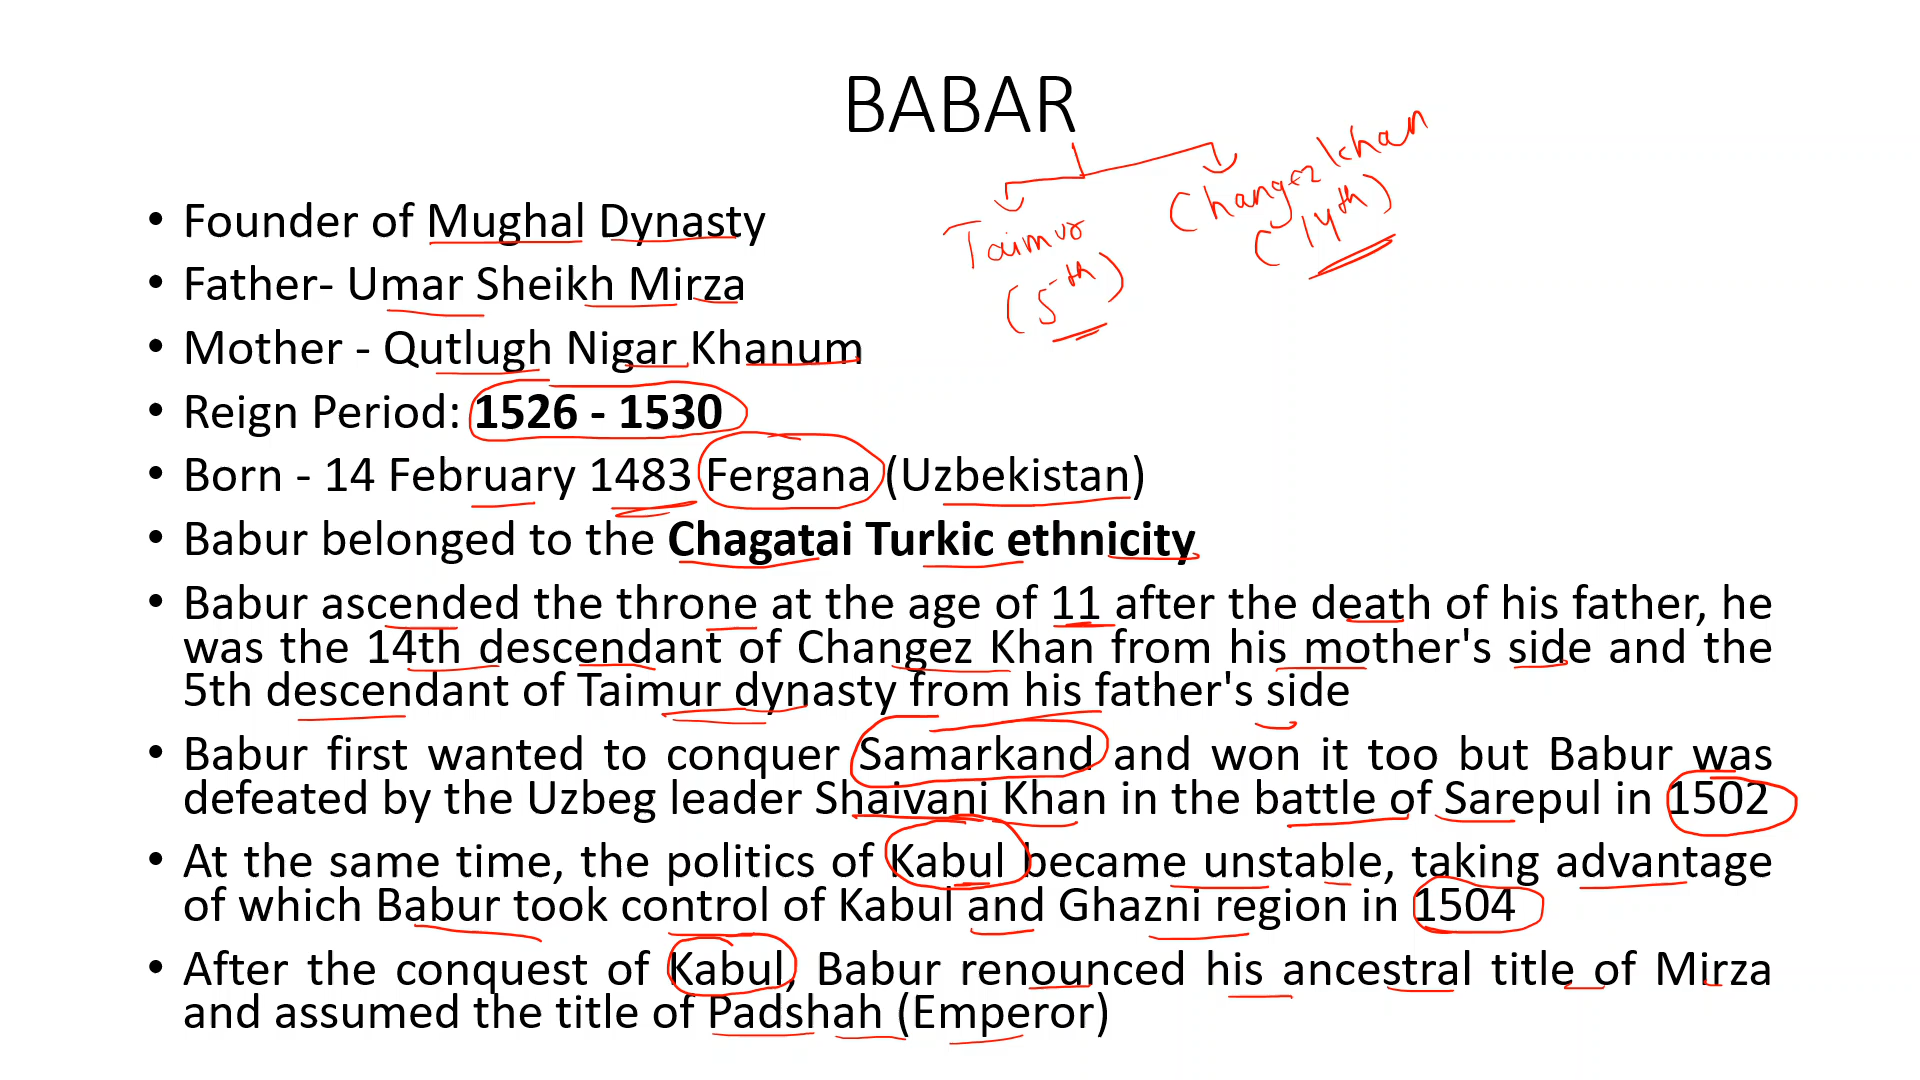 BABAR
Changez khan
(14th)
Taimur
(5th)
• Founder of Mughal Dynasty
• Father- Umar Sheikh Mirza
• Mother - Qutlugh Nigar Khanum
• Reign Period: 1526 - 1530
• Born - 14 February 1483 Fergana (Uzbekistan)
• Babur belonged to the Chagatai Turkic ethnicity
• Babur ascended the throne at the age of 11 after the death of his father, he
was the 14th descendant of Changez Khan from his mother's side and the
5th descendant of Taimur dynasty from his father's side
• Babur first wanted to conquer Samarkand and won it too but Babur was
defeated by the Uzbeg leader Shaivani Khan in the battle of Sarepul in 1502
• At the same time, the politics of Kabul became unstable, taking advantage
of which Babur took control of Kabul and Ghazni region in 1504
• After the conquest of Kabul, Babur renounced his ancestral title of Mirza
and assumed the title of Padshah (Emperor)